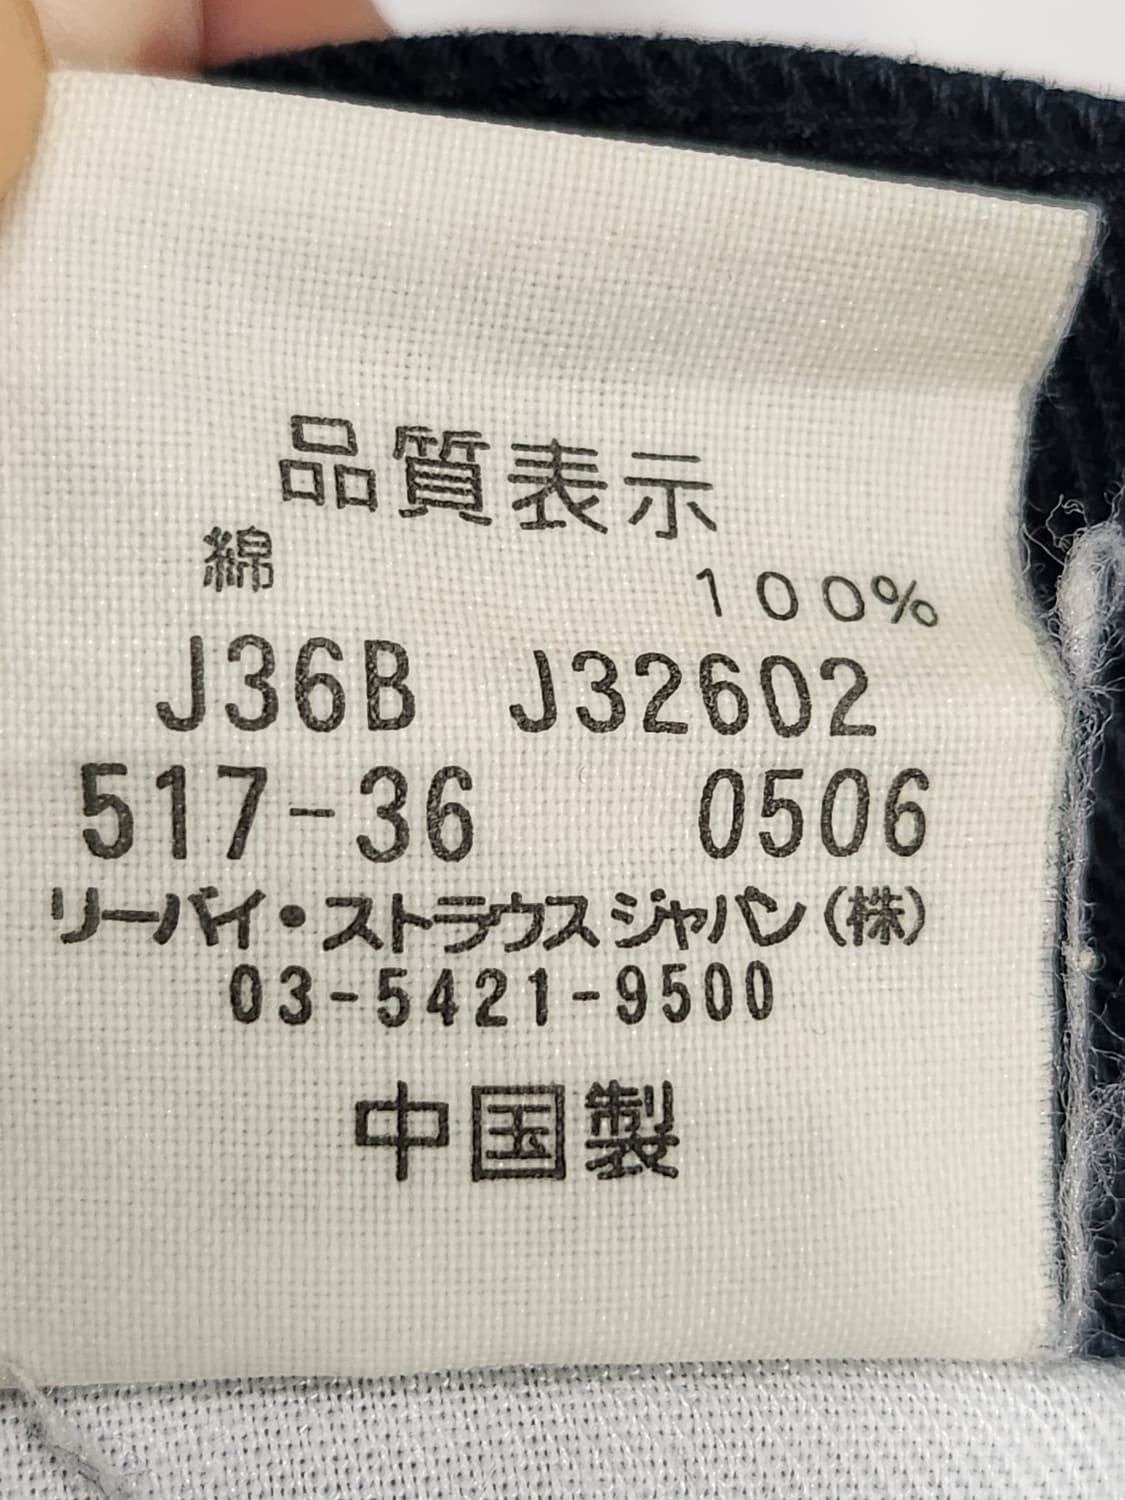 品質表示
綿 100%
J36B J32602
517-36 0506
リーバイ・ストラウス ジャパン(株)
03-5421-9500
中国製